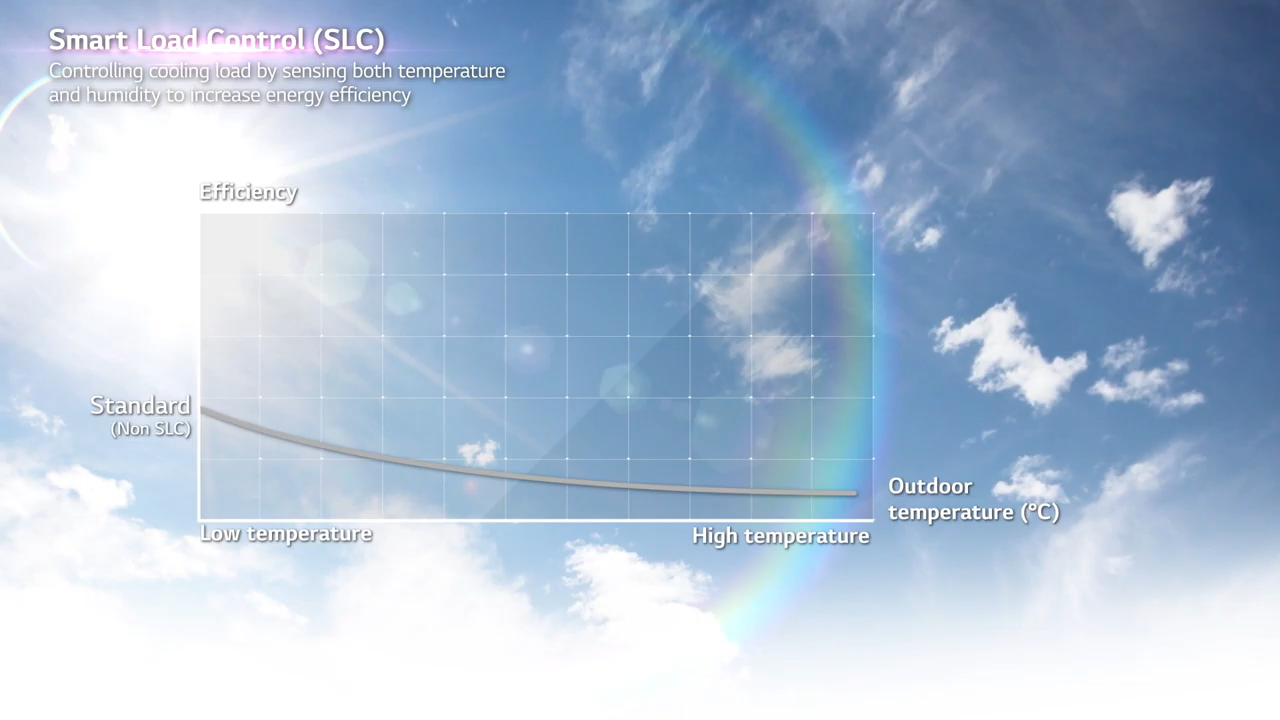 Smart Load Control (SLC)
Controlling cooling load by sensing both temperature
and humidity to increase energy efficiency
Efficiency
Standard
(Non SLC)
Outdoor
temperature (°C)
Low temperature
High temperature